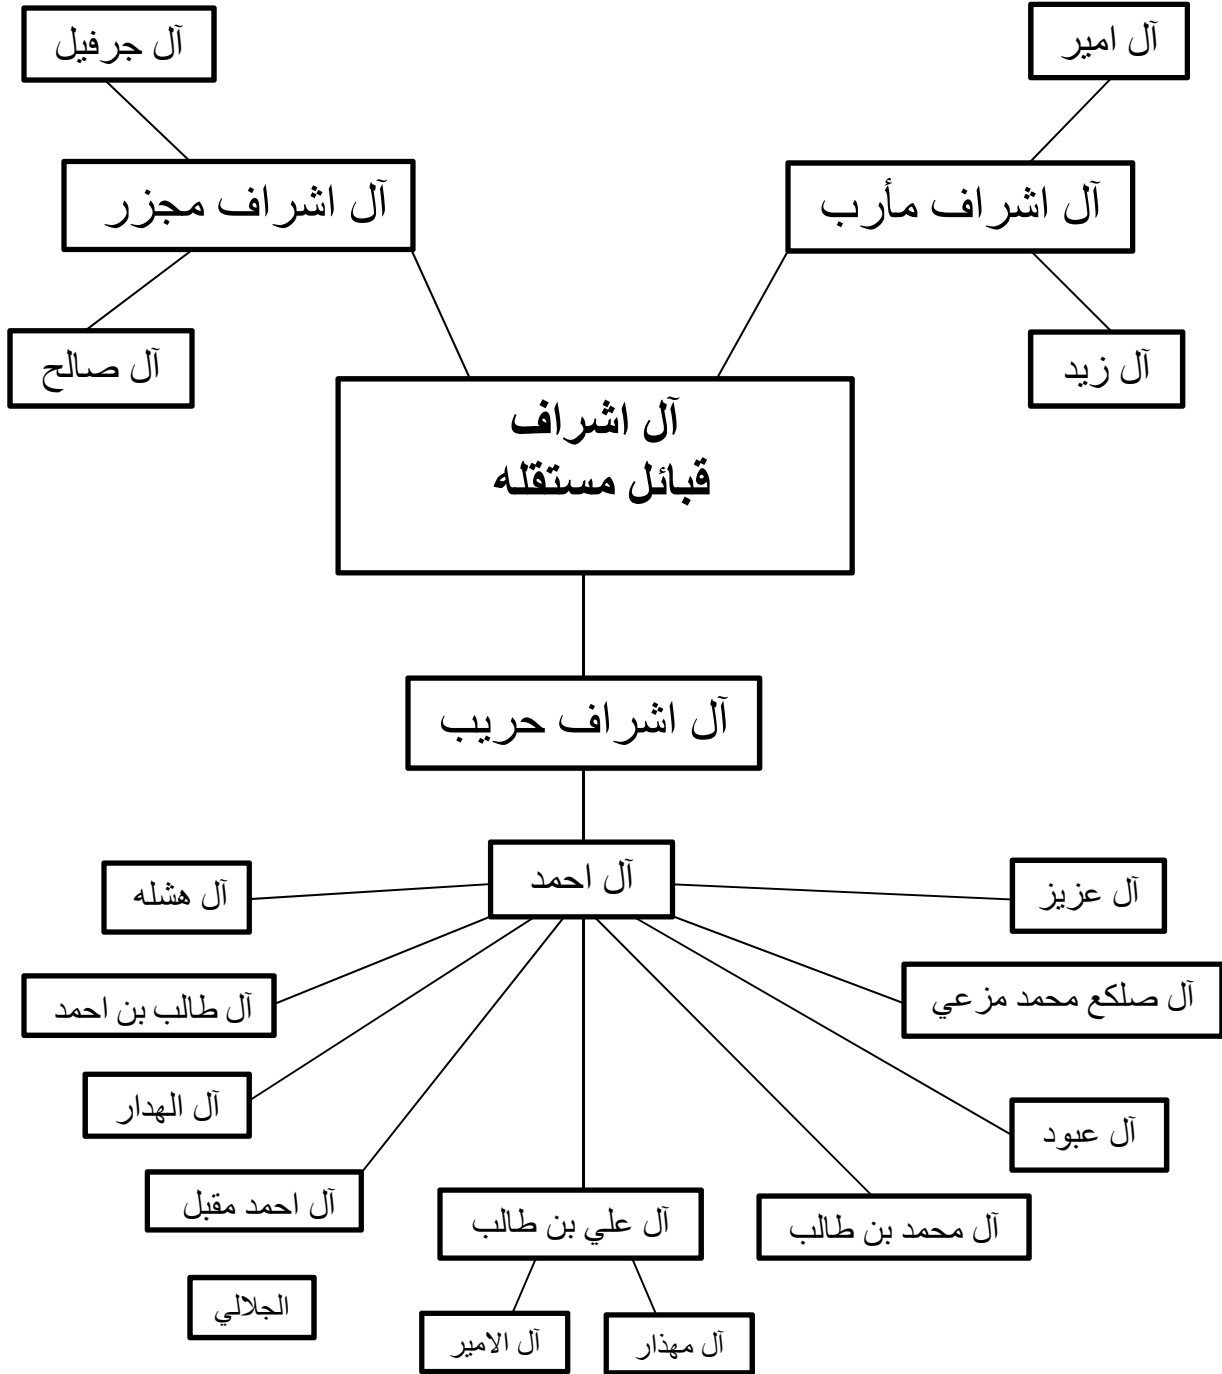 آل امير
آل جرفيل
آل اشراف مأرب
آل اشراف مجزر
آل زيد
آل صالح
آل اشراف
قبائل مستقله
آل اشراف حريب
آل احمد
آل عزيز
آل هشله
آل صلكع محمد مزعي
آل طالب بن احمد
آل عبود
آل الهدار
آل محمد بن طالب
آل علي بن طالب
آل احمد مقبل
آل مهذار
آل الامير
الجلالي